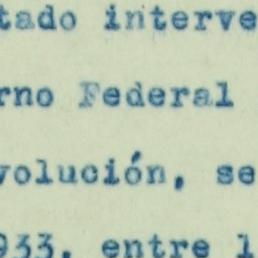 tado interve
rno Federal
volución, se
933, entre l